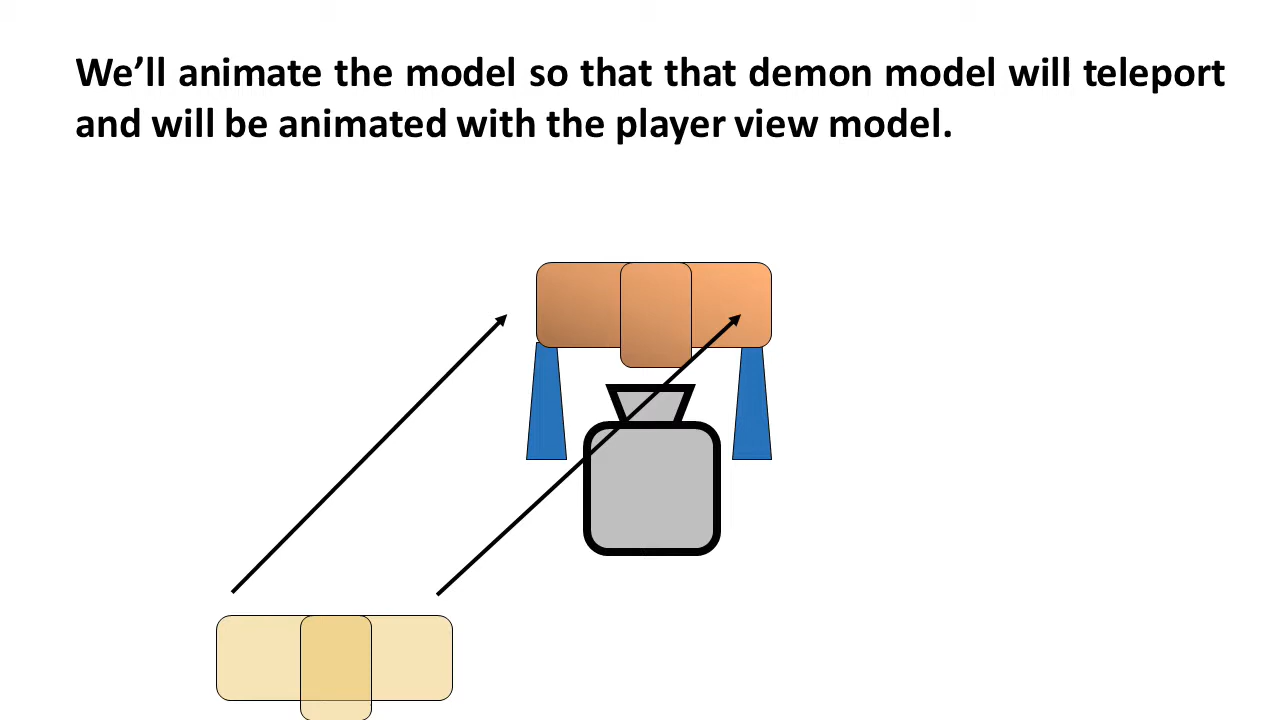 We’ll animate the model so that that demon model will teleport
and will be animated with the player view model.